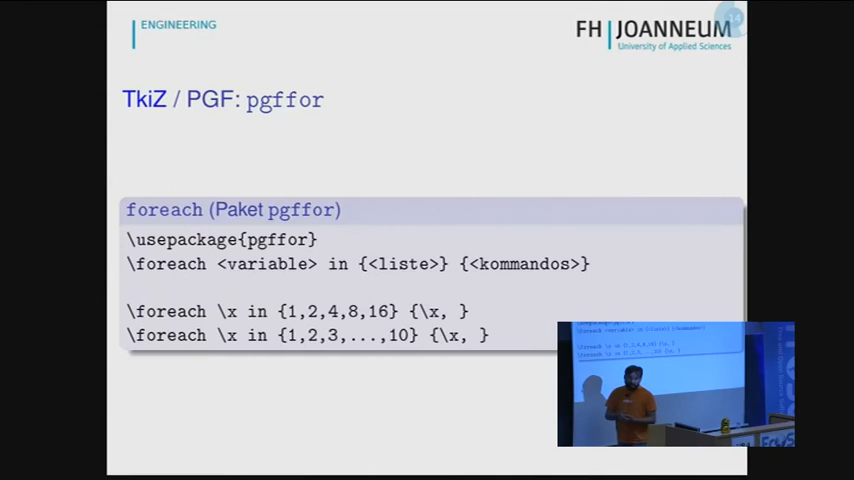 ENGINEERING
14
FH JOANNEUM
University of Applied Sciences
TkiZ / PGF: pgffor
foreach (Paket pgffor)
\usepackage{pgffor}
\foreach <variable> in {<liste>} {<kommandos>}
\foreach \x in {1,2,4,8,16} {\x, }
\foreach \x in {1,2,3,...,10} {\x, }